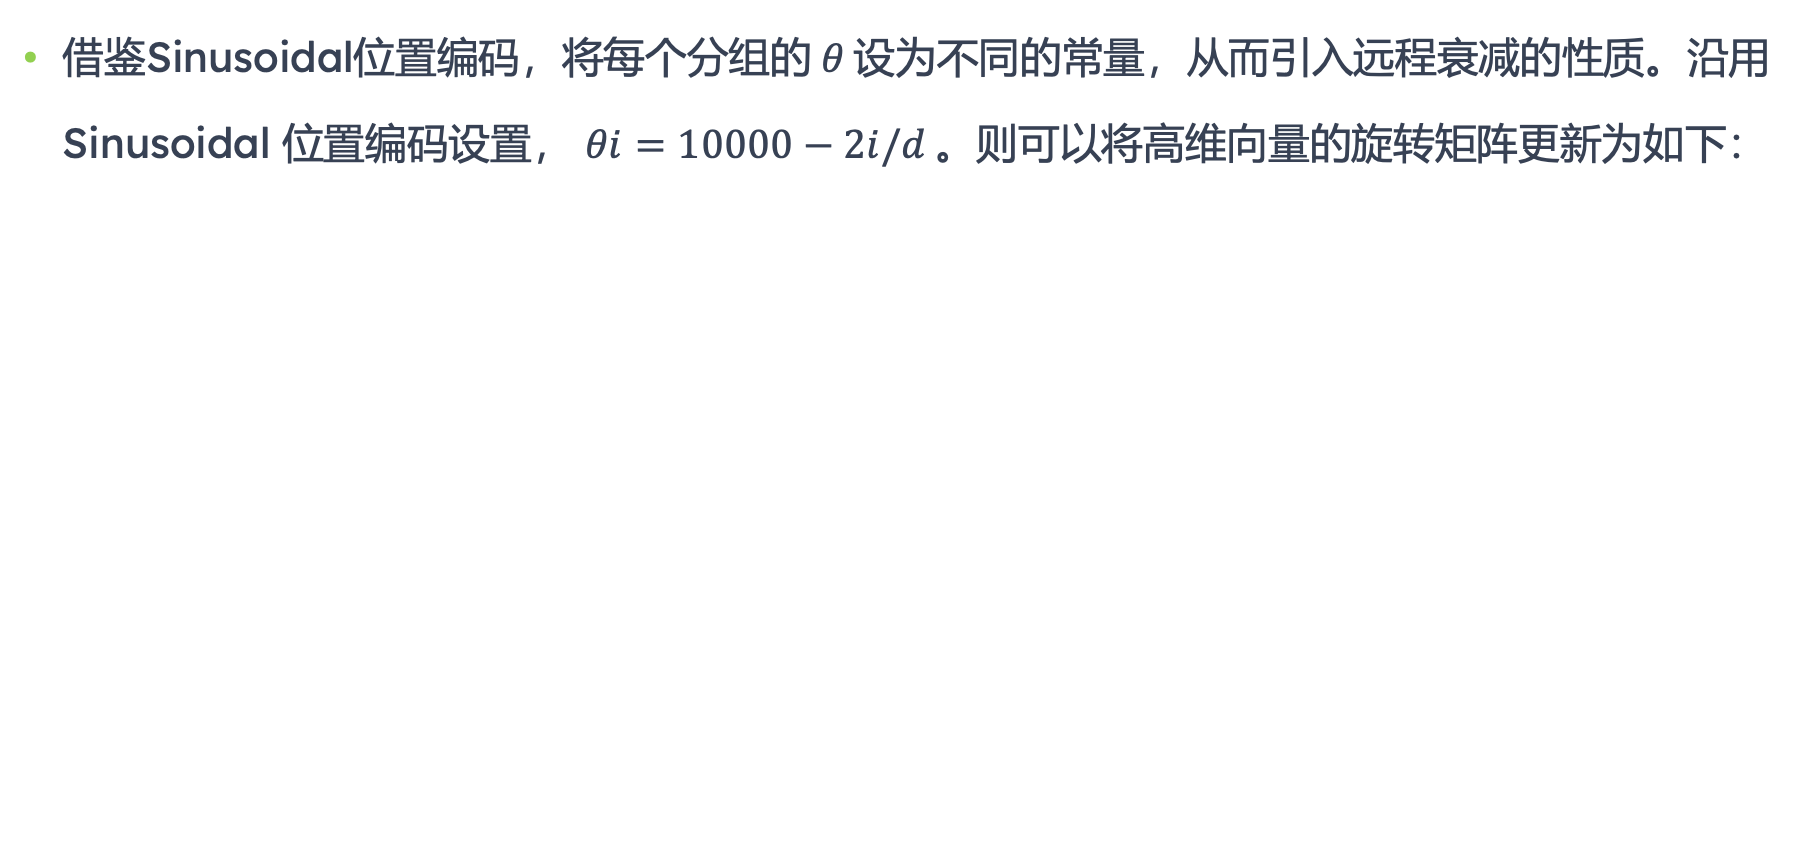 • 借鉴Sinusoidal位置编码，将每个分组的 θ 设为不同的常量，从而引入远程衰减的性质。沿用
Sinusoidal 位置编码设置， θi = 10000 − 2i/d 。则可以将高维向量的旋转矩阵更新为如下：